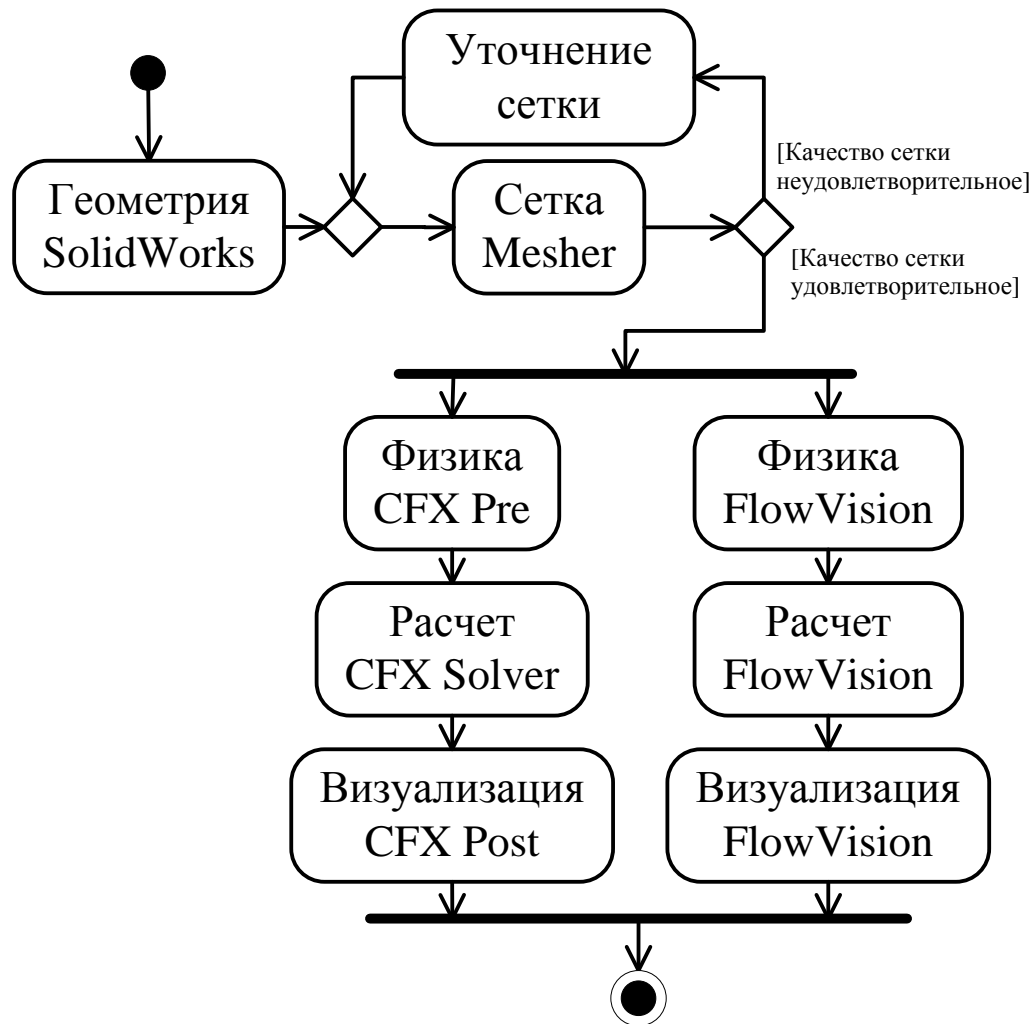 Уточнение
сетки
Геометрия
SolidWorks
Сетка
Mesher
[Качество сетки
неудовлетворительное]
[Качество сетки
удовлетворительное]
Физика
CFX Pre
Физика
FlowVision
Расчет
CFX Solver
Расчет
FlowVision
Визуализация
CFX Post
Визуализация
FlowVision